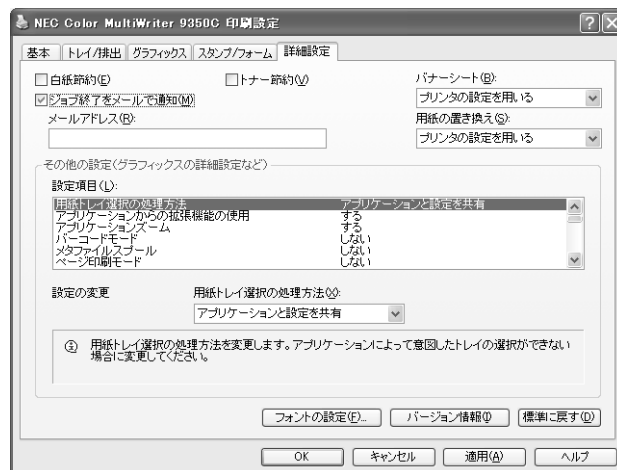 NEC Color MultiWriter 9350C 印刷設定
基本 トレイ/排出 グラフィックス スタンプ/フォーム 詳細設定
白紙節約(E) トナー節約(V) バナーシート(B):
ジョブ終了をメールで通知(M) プリンタの設定を用いる
メールアドレス(R): 用紙の置き換え(S):
プリンタの設定を用いる
その他の設定(グラフィックスの詳細設定など)
設定項目(L):
用紙トレイ選択の処理方法 アプリケーションと設定を共有
アプリケーションからの拡張機能の使用 する
アプリケーションズーム する
バーコードモード しない
メタファイルスプール しない
ページ印刷モード しない
設定の変更 用紙トレイ選択の処理方法(X):
アプリケーションと設定を共有
用紙トレイ選択の処理方法を変更します。アプリケーションによって意図したトレイの選択ができない
場合に変更してください。
フォントの設定(F)... バージョン情報(I) 標準に戻す(D)
OK キャンセル 適用(A) ヘルプ